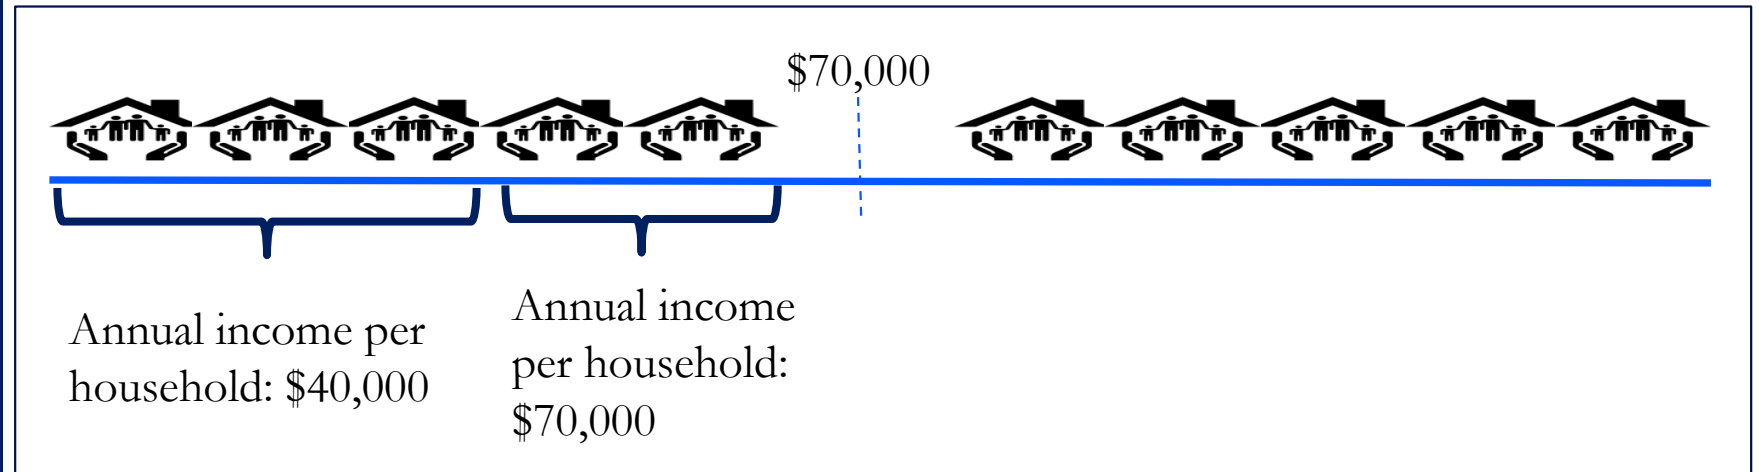 $70,000
Annual income per
household: $40,000
Annual income
per household:
$70,000